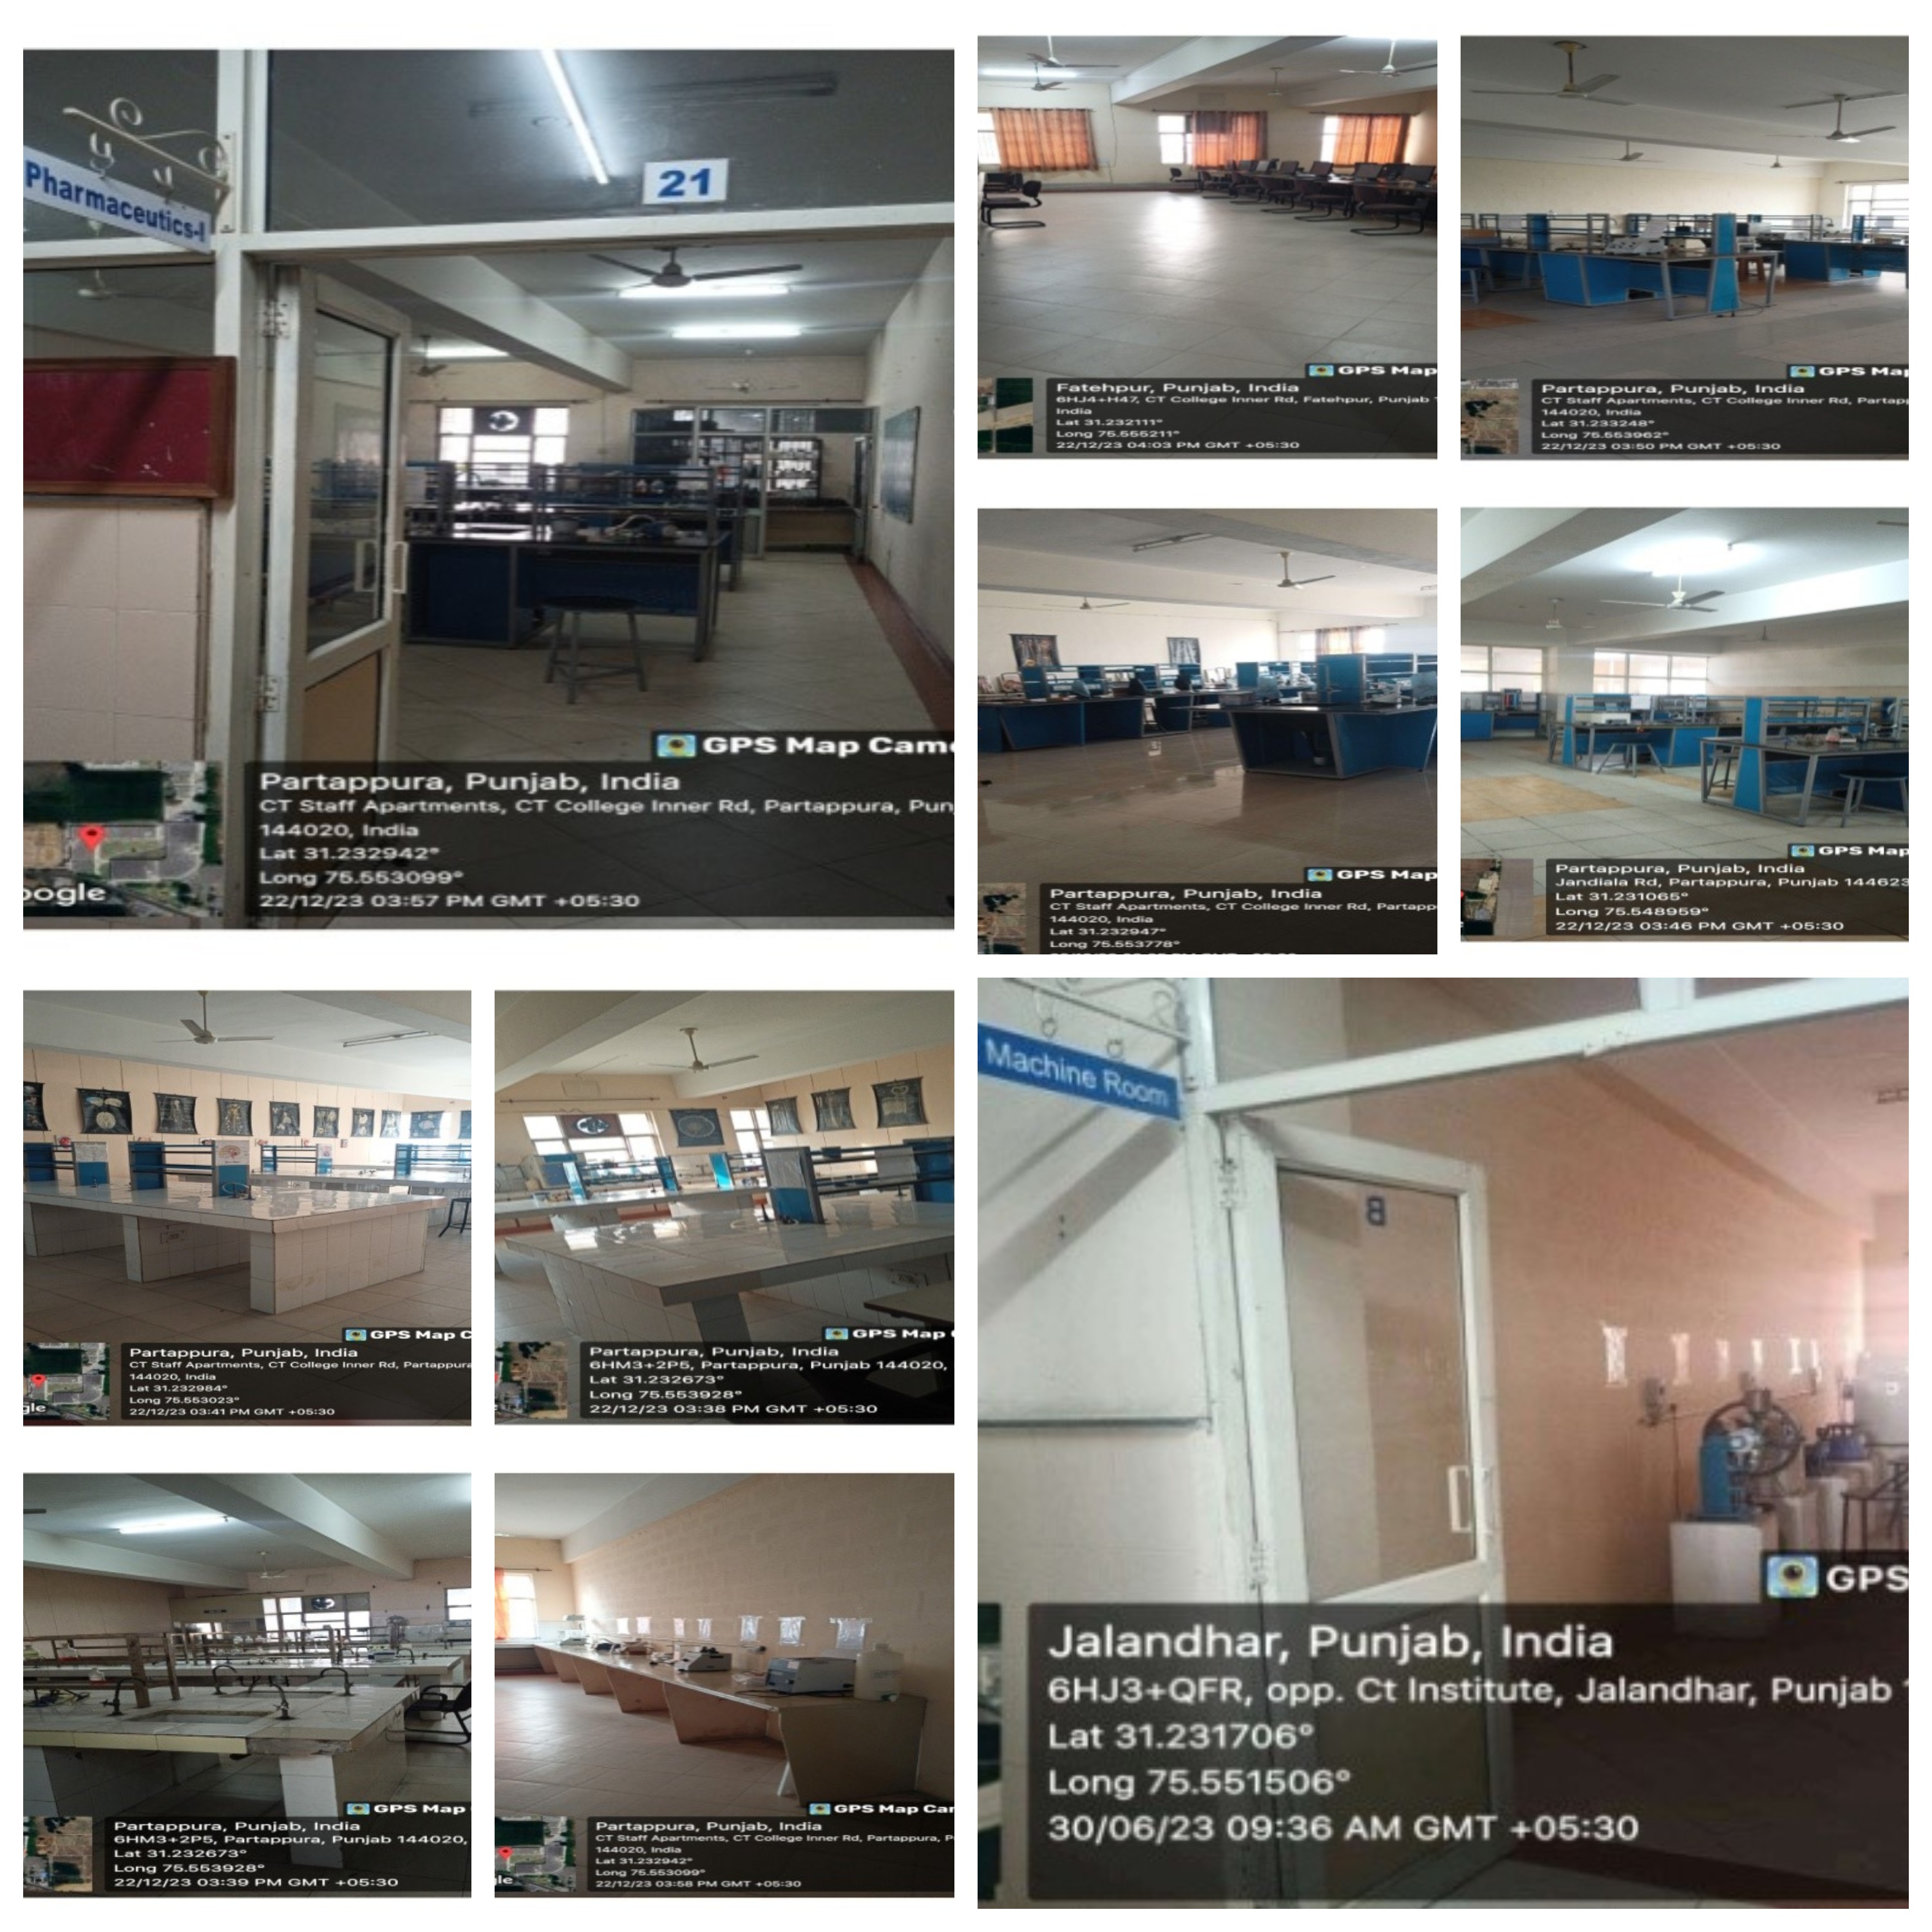 Pharmaceutics-I
21
GPS Map Came
Partappura, Punjab, India
CT Staff Apartments, CT College Inner Rd, Partappura, Pun
144020, India
Lat 31.232942°
Long 75.553099°
22/12/23 03:57 PM GMT +05:30
oogle
GPS Map
Fatehpur, Punjab, India
6HJ4+H47, CT College Inner Rd, Fatehpur, Punjab
India
Lat 31.232111°
Long 75.555211°
22/12/23 04:03 PM GMT +05:30
GPS Map
Partappura, Punjab, India
CT Staff Apartments, CT College Inner Rd, Partap
144020, India
Lat 31.233248°
Long 75.553962°
22/12/23 03:50 PM GMT +05:30
GPS Map
Partappura, Punjab, India
CT Staff Apartments, CT College Inner Rd, Partapp
144020, India
Lat 31.232947°
Long 75.553778°
GPS Map
Partappura, Punjab, India
Jandiala Rd, Partappura, Punjab 144623
Lat 31.231065°
Long 75.548959°
22/12/23 03:46 PM GMT +05:30
GPS Map C
Partappura, Punjab, India
CT Staff Apartments, CT College Inner Rd, Partappura
144020, India
Lat 31.232984°
Long 75.553023°
22/12/23 03:41 PM GMT +05:30
gle
GPS Map
Partappura, Punjab, India
6HM3+2P5, Partappura, Punjab 144020,
Lat 31.232673°
Long 75.553928°
22/12/23 03:38 PM GMT +05:30
GPS Map
Partappura, Punjab, India
6HM3+2P5, Partappura, Punjab 144020,
Lat 31.232673°
Long 75.553928°
22/12/23 03:39 PM GMT +05:30
GPS Map Car
Partappura, Punjab, India
CT Staff Apartments, CT College Inner Rd, Partappura, P
144020, India
Lat 31.232942°
Long 75.553099°
22/12/23 03:58 PM GMT +05:30
gle
Machine Room
8
GPS
Jalandhar, Punjab, India
6HJ3+QFR, opp. Ct Institute, Jalandhar, Punjab
Lat 31.231706°
Long 75.551506°
30/06/23 09:36 AM GMT +05:30